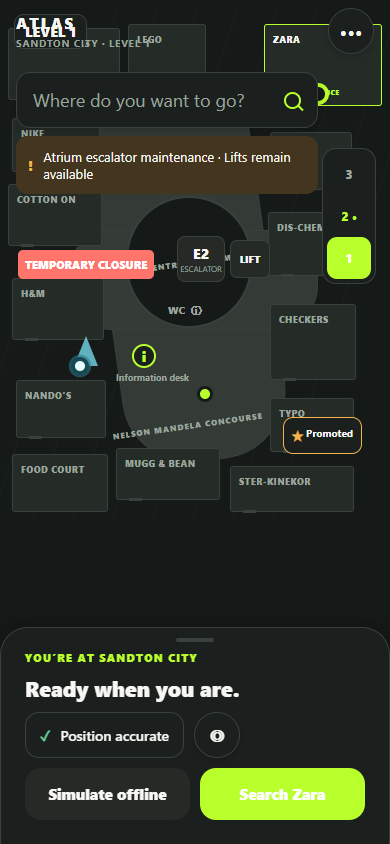 ATLAS
LEVEL 1
SANDTON CITY · LEVEL 1
LEGO
ZARA
Where do you want to go?
NIKE
! Atrium escalator maintenance · Lifts remain
available
3
COTTON ON
2
DIS-CHEM
1
E2
ESCALATOR
LIFT
TEMPORARY CLOSURE
H&M
WC
CHECKERS
Information desk
NANDO'S
TYPO
NELSON MANDELA CONCOURSE
Promoted
MUGG & BEAN
FOOD COURT
STER-KINEKOR
YOU'RE AT SANDTON CITY
Ready when you are.
Position accurate
Simulate offline
Search Zara